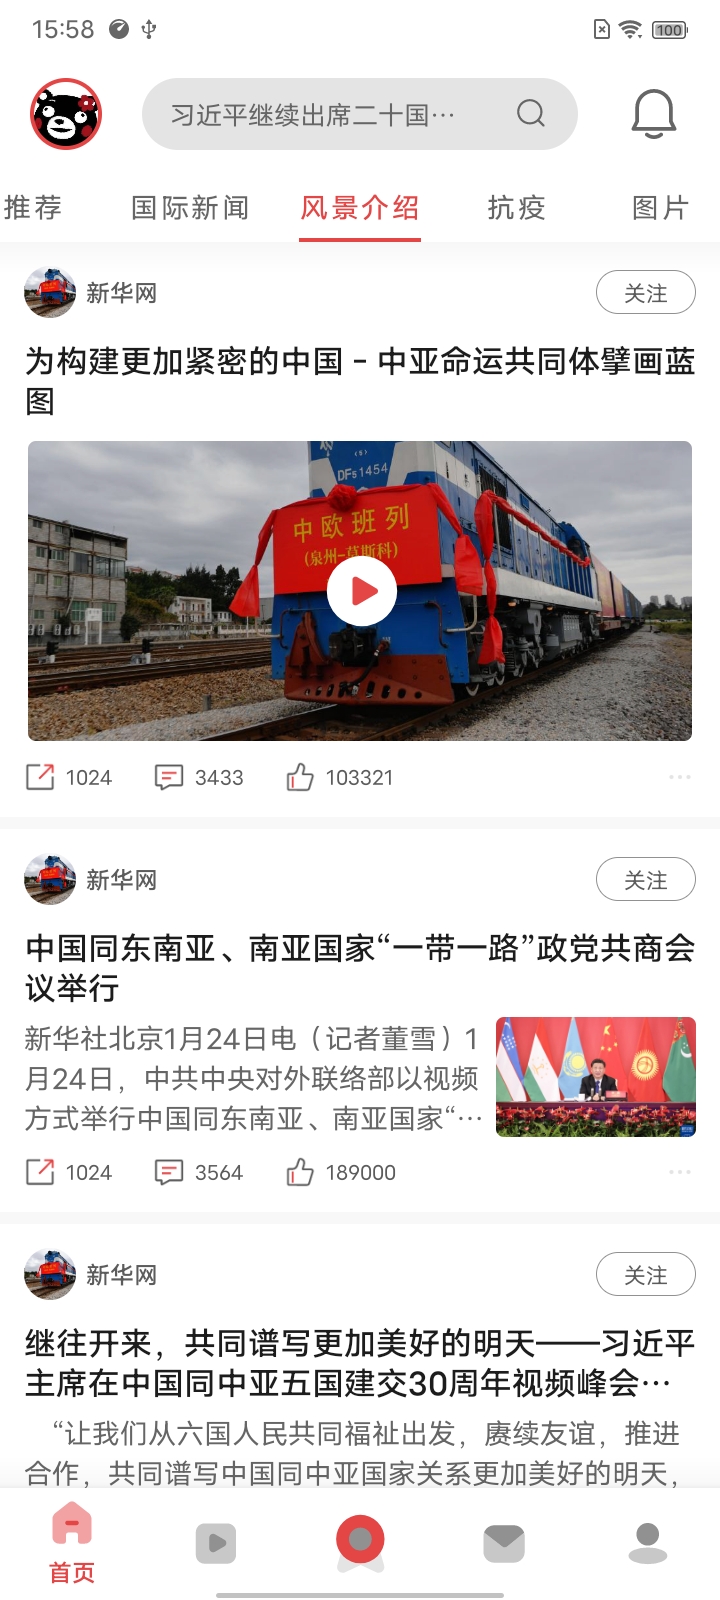 15:58
100
习近平继续出席二十国…
推荐
国际新闻
风景介绍
抗疫
图片
新华网
关注
为构建更加紧密的中国－中亚命运共同体擘画蓝
图
DF5 1454
中欧班列
(泉州-莫斯科)
1024
3433
103321
新华网
关注
中国同东南亚、南亚国家“一带一路”政党共商会
议举行
新华社北京1月24日电（记者董雪）1
月24日，中共中央对外联络部以视频
方式举行中国同东南亚、南亚国家“…
1024
3564
189000
新华网
关注
继往开来，共同谱写更加美好的明天——习近平
主席在中国同中亚五国建交30周年视频峰会…
“让我们从六国人民共同福祉出发，赓续友谊，推进
合作，共同谱写中国同中亚国家关系更加美好的明天，
首页